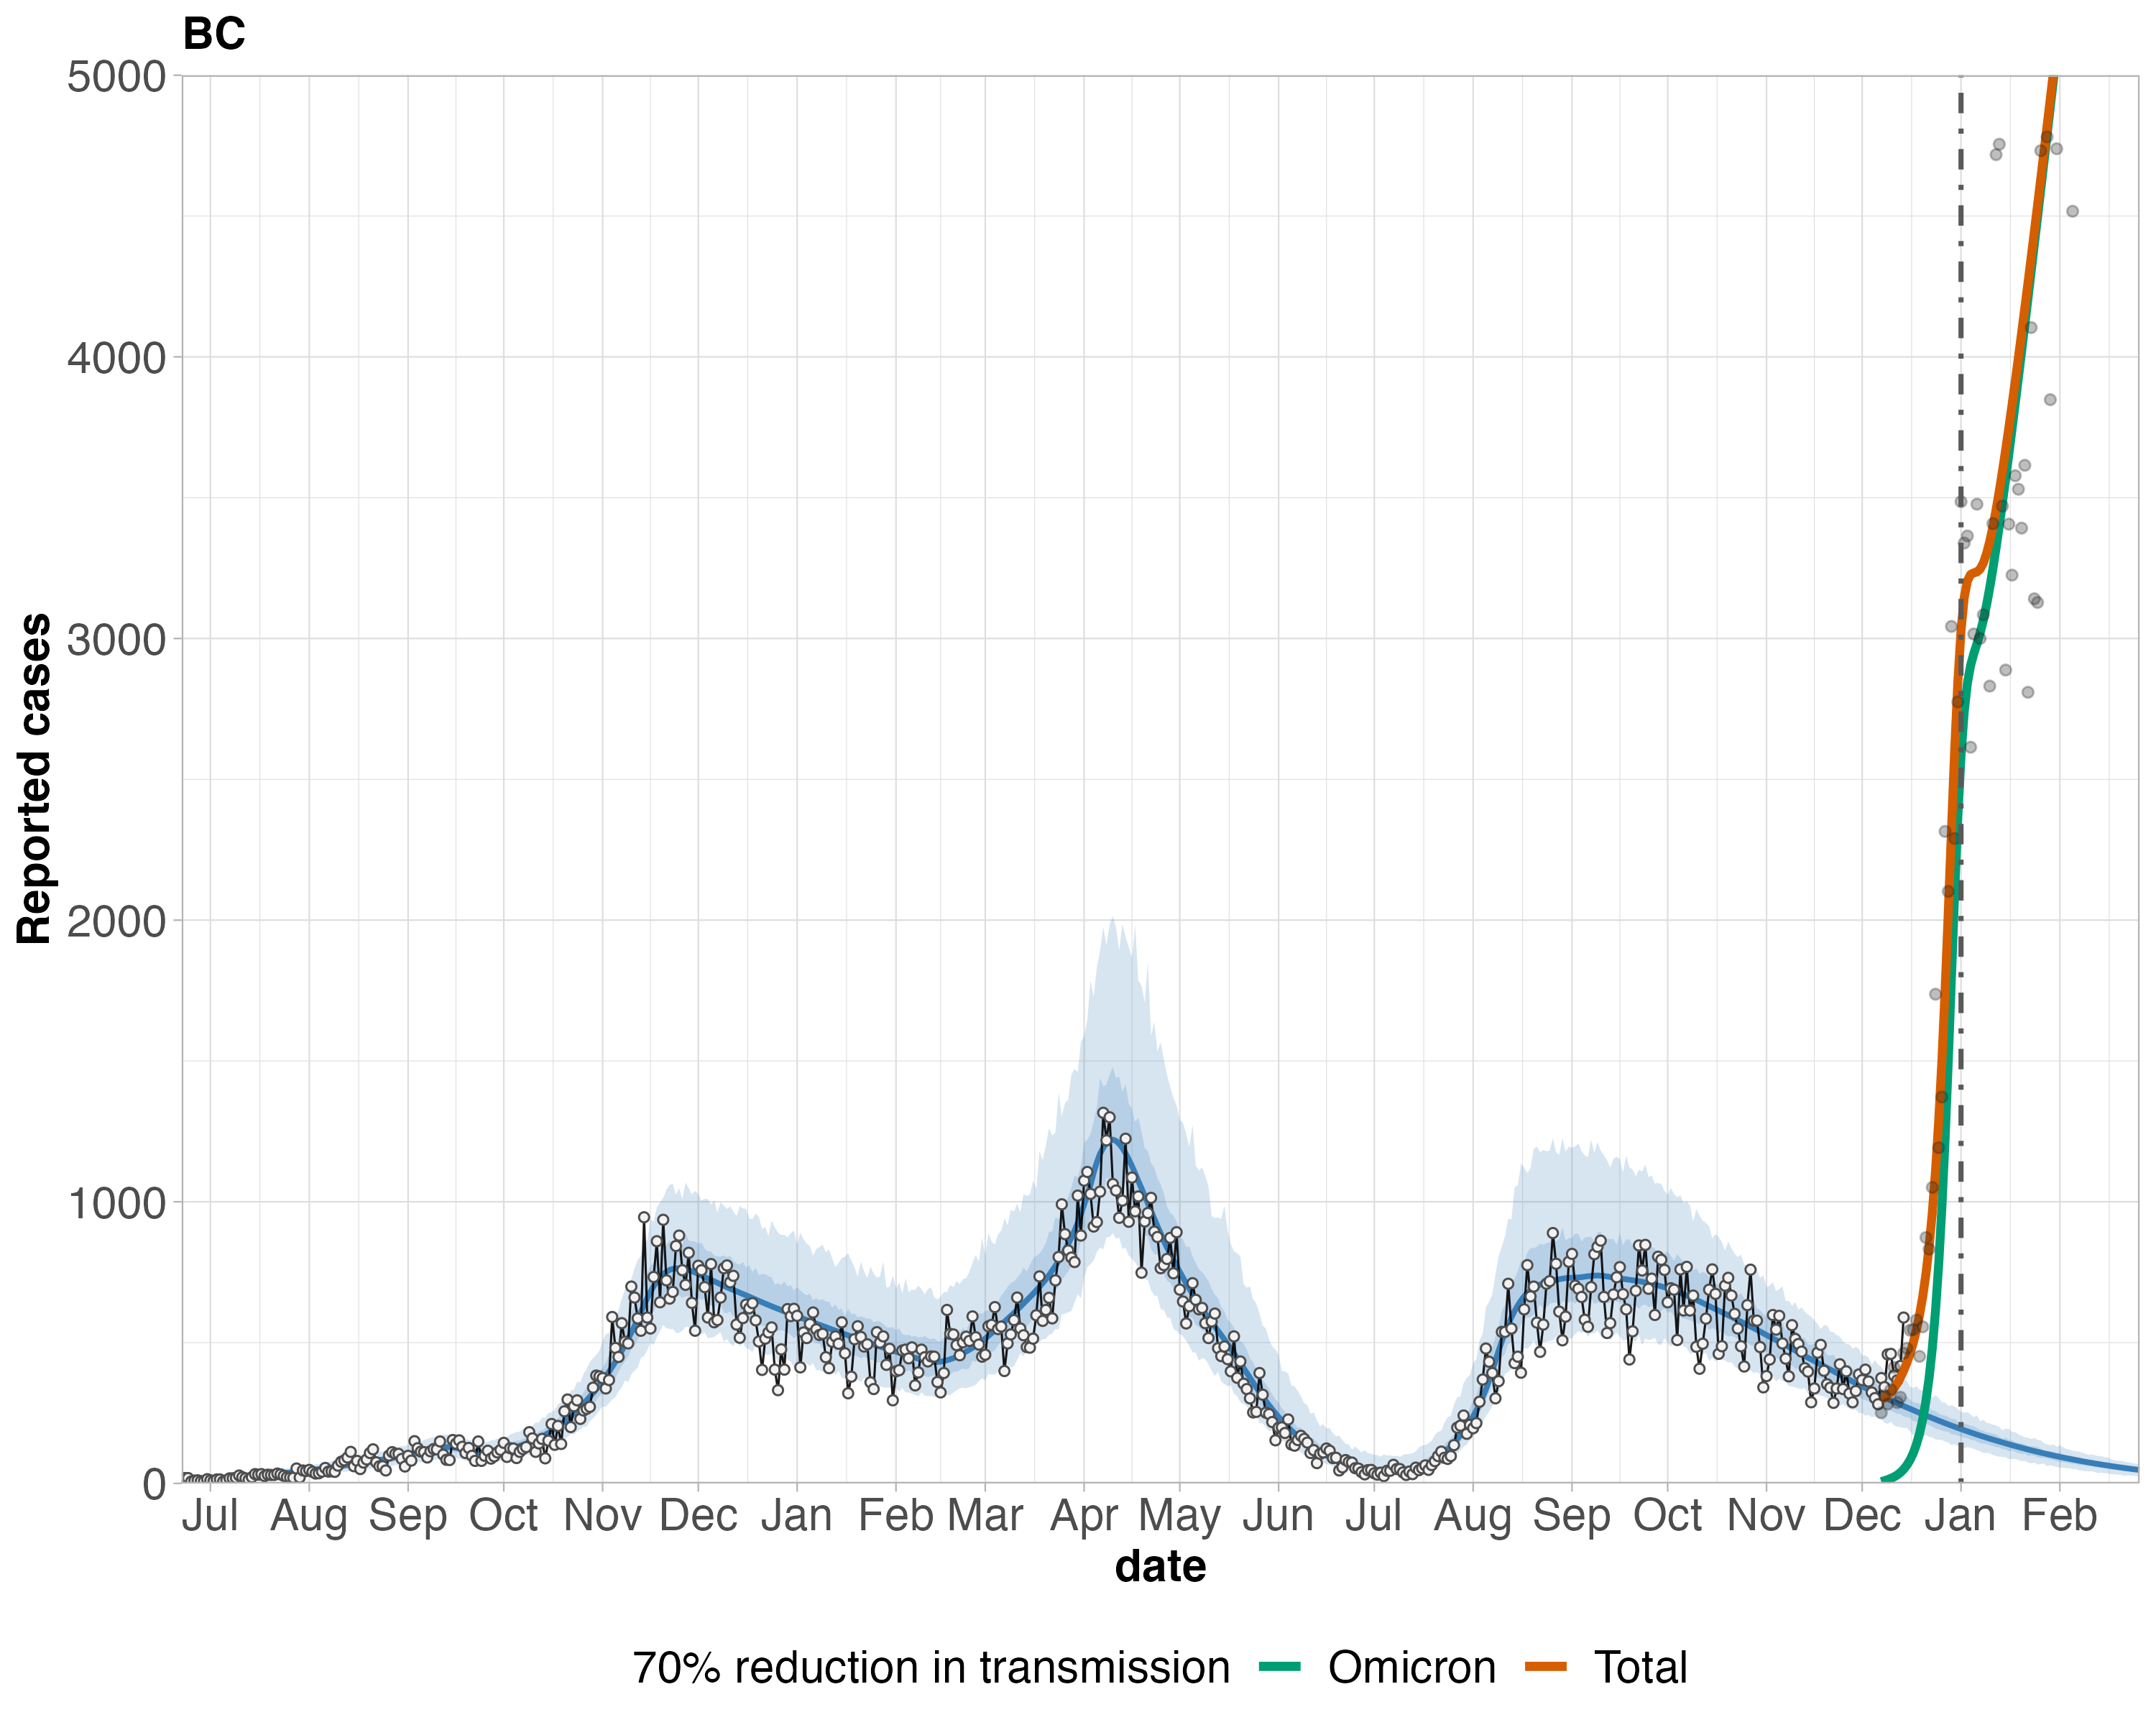 BC
5000
4000
3000
2000
1000
0
Reported cases
Jul Aug Sep Oct Nov Dec Jan Feb Mar Apr May Jun Jul Aug Sep Oct Nov Dec Jan Feb
date
70% reduction in transmission Omicron Total